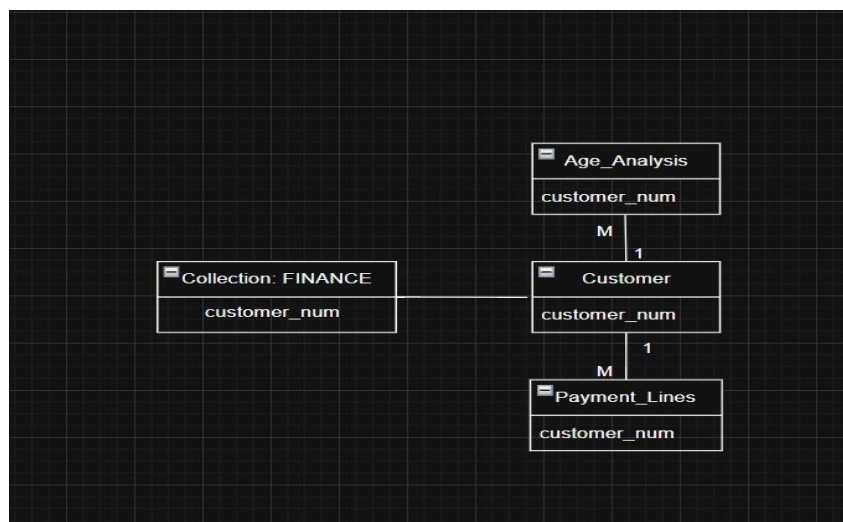 Age_Analysis
customer_num
M
1
Collection: FINANCE
customer_num
Customer
customer_num
1
M
Payment_Lines
customer_num